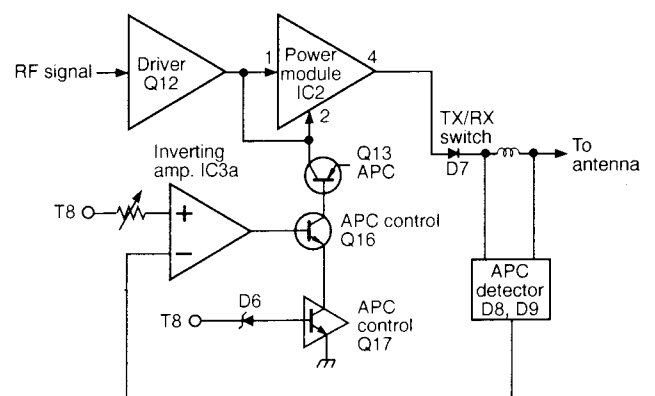 RF signal
Driver
Q12
1
Power
module
IC2
4
2
TX/RX
switch
D7
To
antenna
Q13
APC
Inverting
amp. IC3a
T8
+
−
APC control
Q16
D6
T8
APC
control
Q17
APC
detector
D8, D9